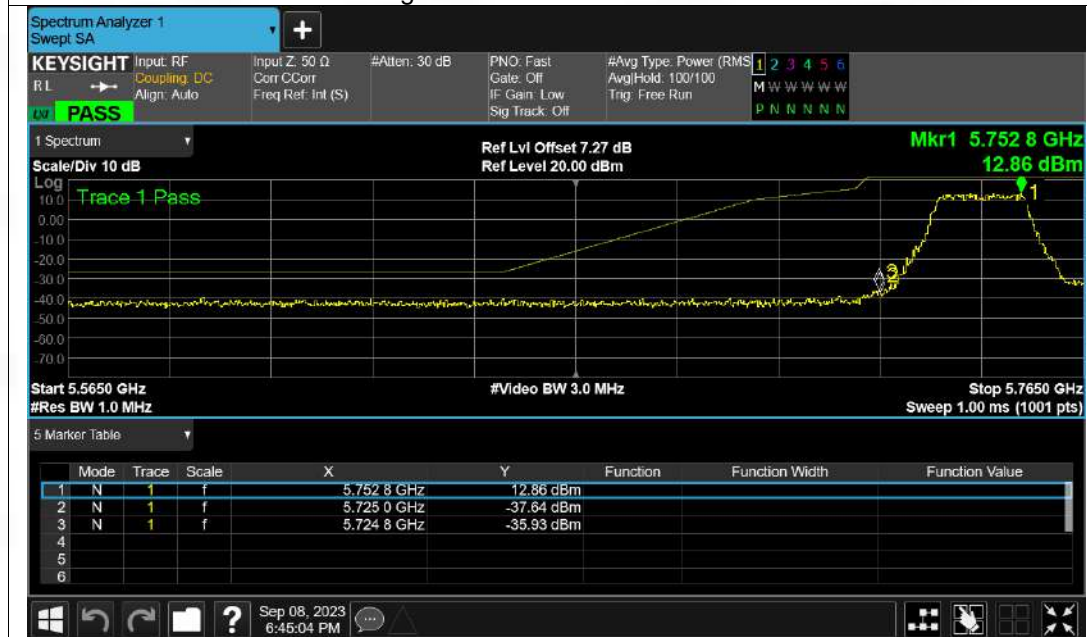 Spectrum Analyzer 1
Swept SA
+
KEYSIGHT Input: RF Input Z: 50 Ω #Atten: 30 dB PNO: Fast #Avg Type: Power (RMS 1 2 3 4 5 6
RL Coupling: DC Corr CCorr Gate: Off Avg|Hold: 100/100 M W W W W W
Align: Auto Freq Ref: Int (S) IF Gain: Low Trig: Free Run
LXI PASS Sig Track: Off P N N N N N
1 Spectrum Ref Lvl Offset 7.27 dB Mkr1 5.752 8 GHz
Scale/Div 10 dB Ref Level 20.00 dBm 12.86 dBm
Log
Trace 1 Pass
1
10.0
0.00
-10.0
-20.0
-30.0
-40.0
-50.0
-60.0
-70.0
Start 5.5650 GHz #Video BW 3.0 MHz Stop 5.7650 GHz
#Res BW 1.0 MHz Sweep 1.00 ms (1001 pts)
5 Marker Table
Mode Trace Scale X Y Function Function Width Function Value
1 N 1 f 5.752 8 GHz 12.86 dBm
2 N 1 f 5.725 0 GHz -37.64 dBm
3 N 1 f 5.724 8 GHz -35.93 dBm
4
5
6
? Sep 08, 2023
6:45:04 PM